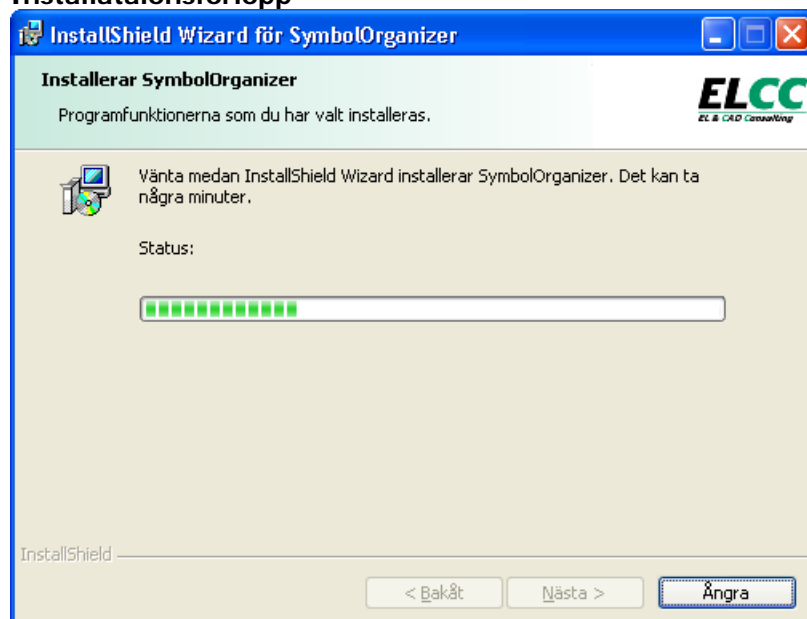 Installatuionsförlopp
InstallShield Wizard för SymbolOrganizer
Installerar SymbolOrganizer
Programfunktionerna som du har valt installeras.
ELCC
EL & CAD Consulting
Vänta medan InstallShield Wizard installerar SymbolOrganizer. Det kan ta
några minuter.
Status:
InstallShield
< Bakåt
Nästa >
Ångra